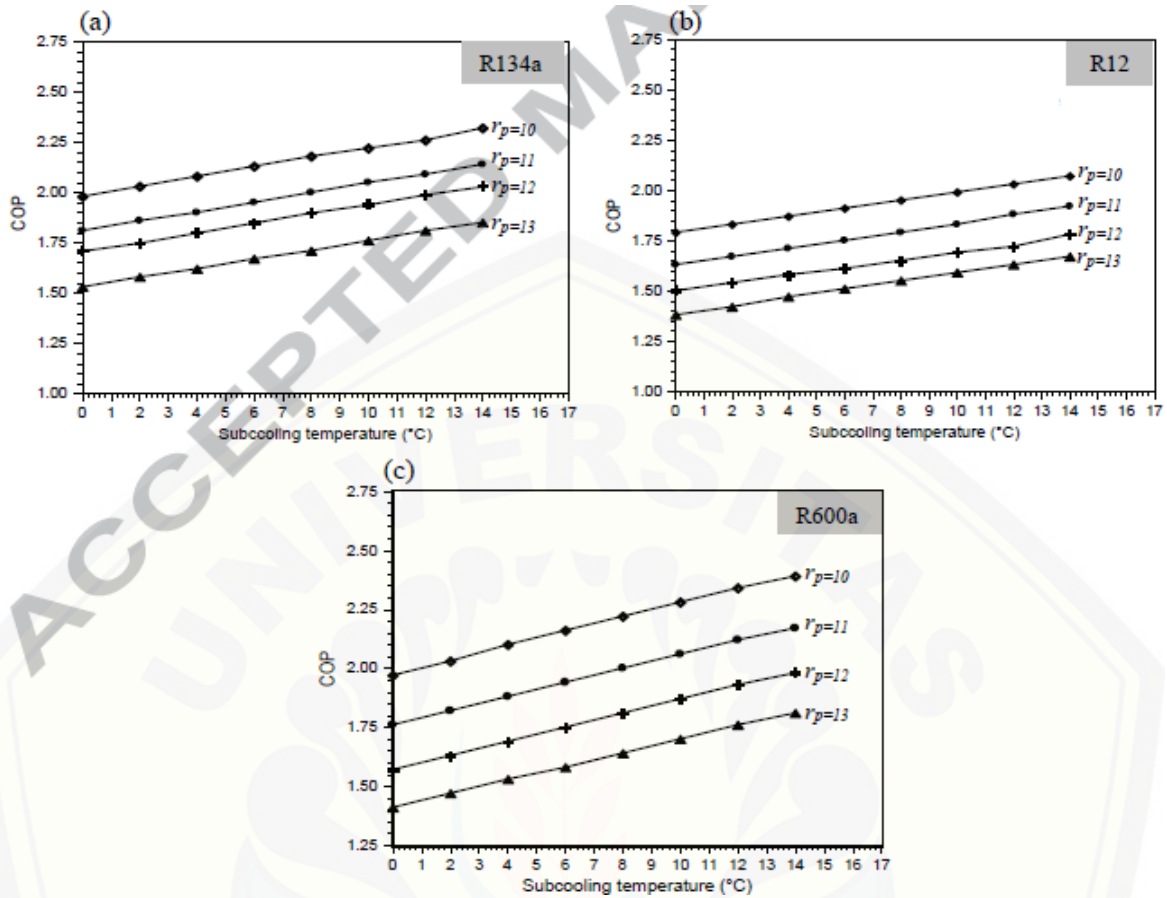 (a)
2.75
2.50
2.25
2.00
1.75
1.50
1.25
1.00
COP
R134a
rp=10
rp=11
rp=12
rp=13
0 1 2 3 4 5 6 7 8 9 10 11 12 13 14 15 16 17
Subccoling temperature (°C)
(b)
2.75
2.50
2.25
2.00
1.75
1.50
1.25
1.00
COP
R12
rp=10
rp=11
rp=12
rp=13
0 1 2 3 4 5 6 7 8 9 10 11 12 13 14 15 16 17
Subccoling temperature (°C)
(c)
2.75
2.50
2.25
2.00
1.75
1.50
1.25
COP
R600a
rp=10
rp=11
rp=12
rp=13
0 1 2 3 4 5 6 7 8 9 10 11 12 13 14 15 16 17
Subcooling temperature (°C)
ACCEPTED MA
UNIVERSITAS